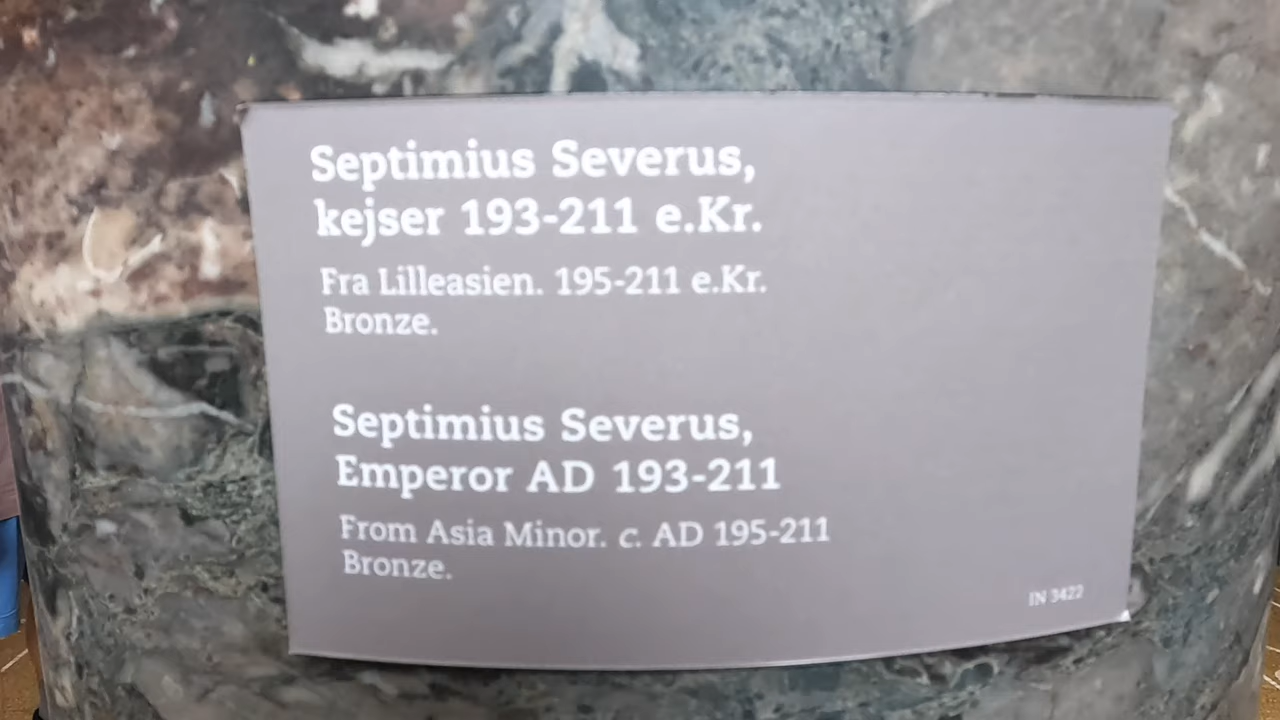 Septimius Severus,
kejser 193-211 e.Kr.
Fra Lilleasien. 195-211 e.Kr.
Bronze.
Septimius Severus,
Emperor AD 193-211
From Asia Minor. c. AD 195-211
Bronze.
IN 3422